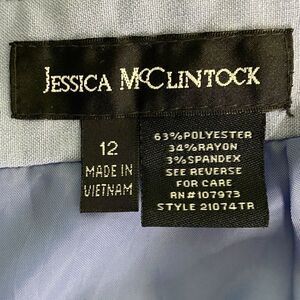 JESSICA MCCLINTOCK
12
MADE IN
VIETNAM
63%POLYESTER
34%RAYON
3%SPANDEX
SEE REVERSE
FOR CARE
RN#107973
STYLE 21074TR